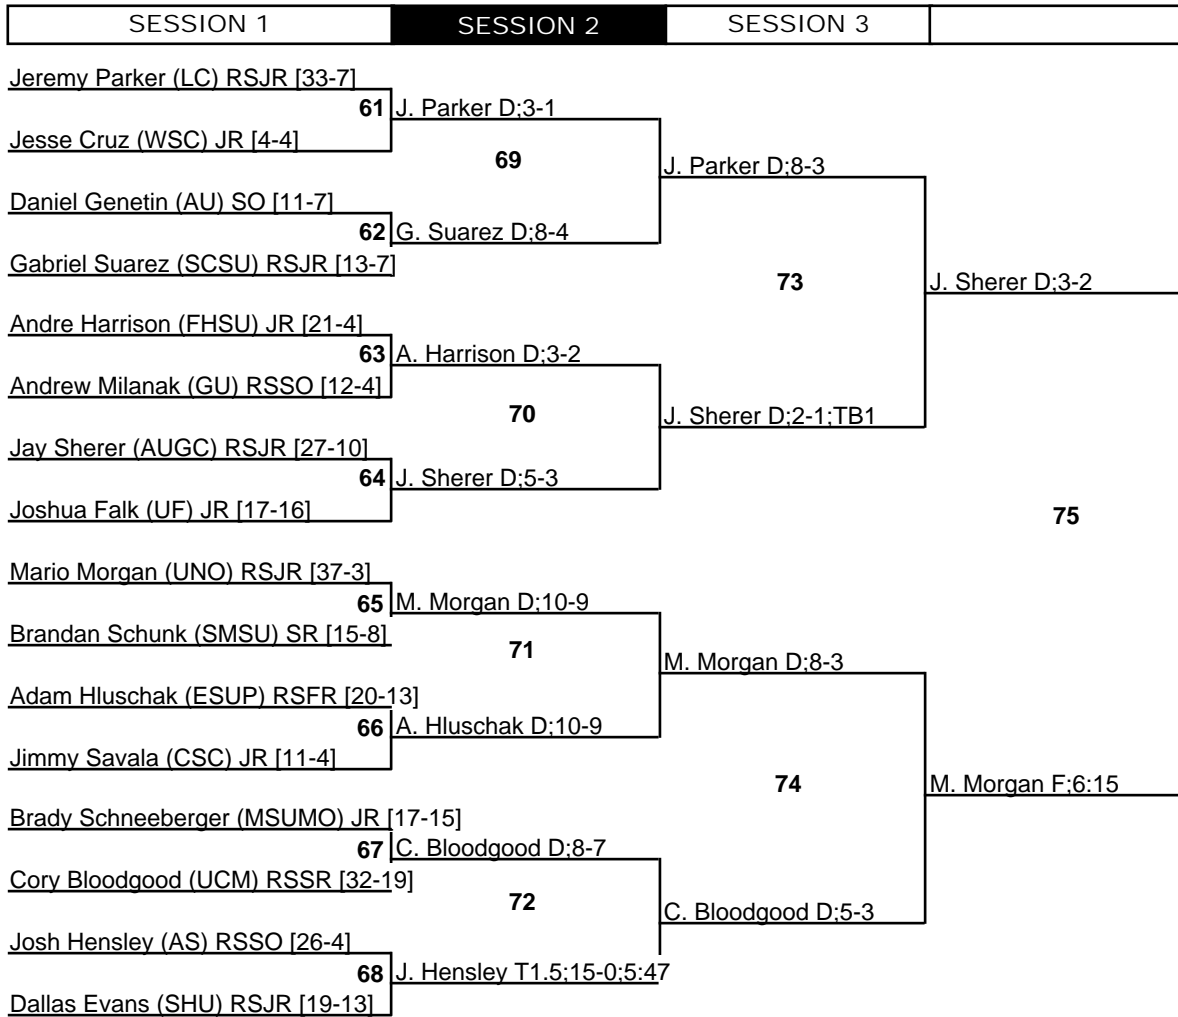 SESSION 1 SESSION 2 SESSION 3
Jeremy Parker (LC) RSJR [33-7]
61 J. Parker D;3-1
Jesse Cruz (WSC) JR [4-4]
69
J. Parker D;8-3
Daniel Genetin (AU) SO [11-7]
62 G. Suarez D;8-4
Gabriel Suarez (SCSU) RSJR [13-7]
73
J. Sherer D;3-2
Andre Harrison (FHSU) JR [21-4]
63 A. Harrison D;3-2
Andrew Milanak (GU) RSSO [12-4]
70
J. Sherer D;2-1;TB1
Jay Sherer (AUGC) RSJR [27-10]
64 J. Sherer D;5-3
Joshua Falk (UF) JR [17-16]
75
Mario Morgan (UNO) RSJR [37-3]
65 M. Morgan D;10-9
Brandan Schunk (SMSU) SR [15-8]
71
M. Morgan D;8-3
Adam Hluschak (ESUP) RSFR [20-13]
66 A. Hluschak D;10-9
Jimmy Savala (CSC) JR [11-4]
74
M. Morgan F;6:15
Brady Schneeberger (MSUMO) JR [17-15]
67 C. Bloodgood D;8-7
Cory Bloodgood (UCM) RSSR [32-19]
72
C. Bloodgood D;5-3
Josh Hensley (AS) RSSO [26-4]
68 J. Hensley T1.5;15-0;5:47
Dallas Evans (SHU) RSJR [19-13]